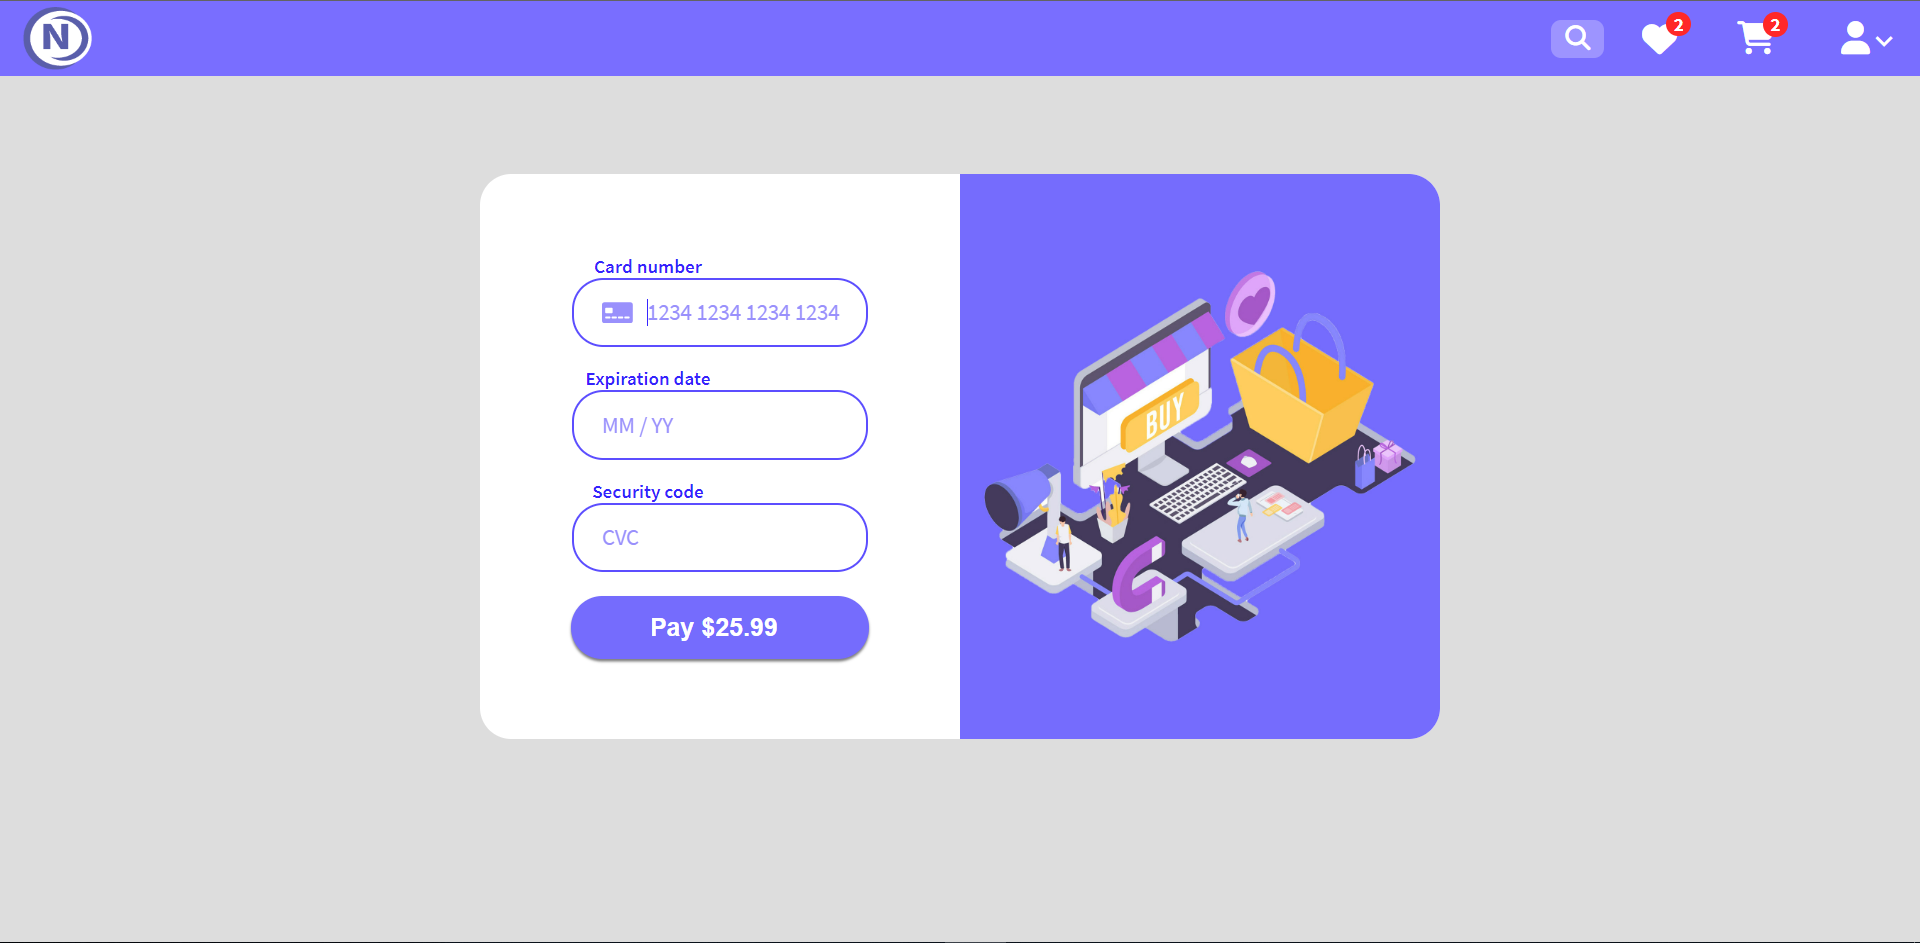 N
2
2
Card number
1234 1234 1234 1234
Expiration date
MM / YY
Security code
CVC
Pay $25.99
BUY